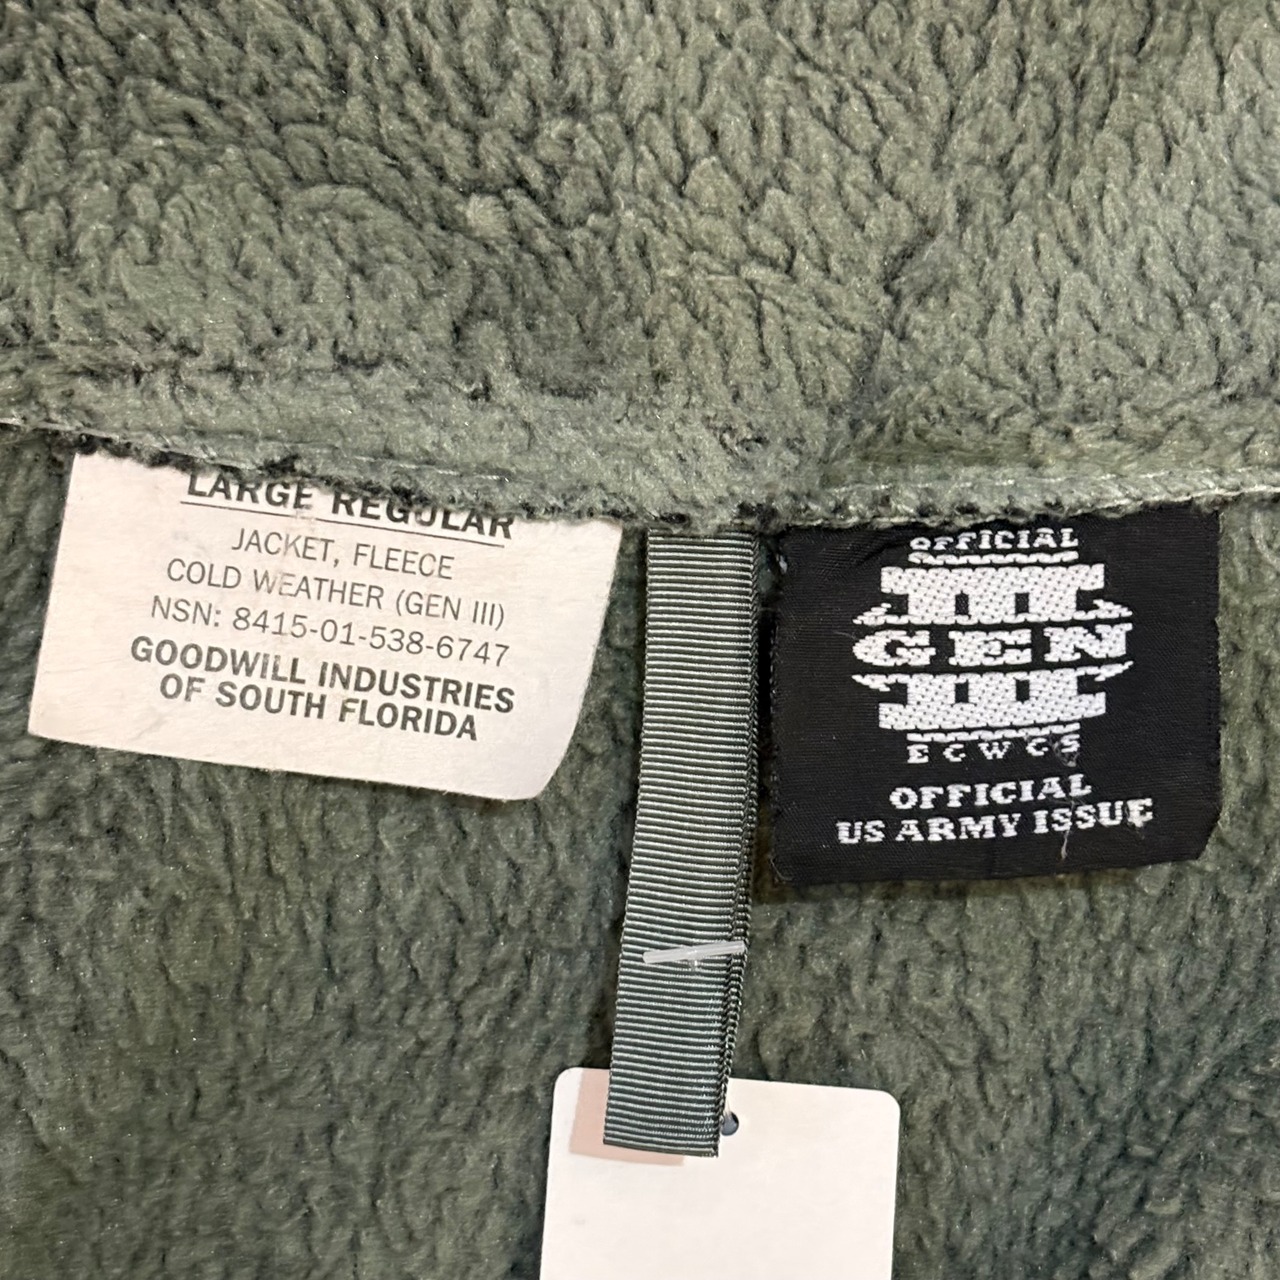 LARGE REGULAR
JACKET, FLEECE
COLD WEATHER (GEN III)
NSN: 8415-01-538-6747
GOODWILL INDUSTRIES
OF SOUTH FLORIDA
OFFICIAL
III
GEN
III
ECWCS
OFFICIAL
US ARMY ISSUE